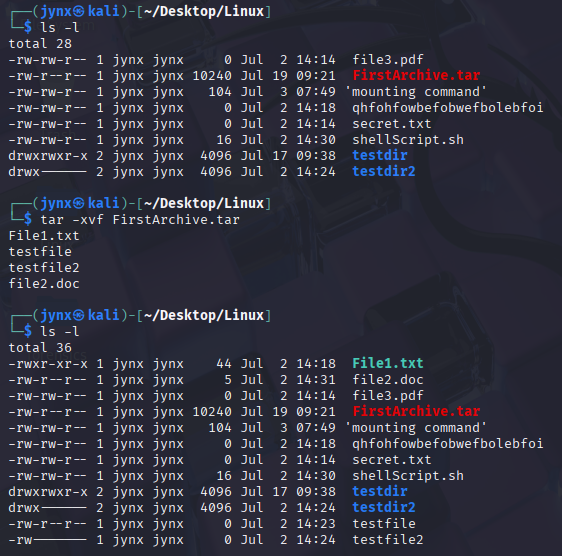 ┌──(jynx㉿kali)-[~/Desktop/Linux]
└─$ ls -l
total 28
-rw-rw-r-- 1 jynx jynx     0 Jul  2 14:14  file3.pdf
-rw-r--r-- 1 jynx jynx 10240 Jul 19 09:21  FirstArchive.tar
-rw-rw-r-- 1 jynx jynx   104 Jul  3 07:49 'mounting command'
-rw-rw-r-- 1 jynx jynx     0 Jul  2 14:18  qhfohfowbefobwefbolebfoi
-rw-rw-r-- 1 jynx jynx     0 Jul  2 14:14  secret.txt
-rw-rw-r-- 1 jynx jynx    16 Jul  2 14:30  shellScript.sh
drwxrwxr-x 2 jynx jynx  4096 Jul 17 09:38  testdir
drwx------ 2 jynx jynx  4096 Jul  2 14:24  testdir2
┌──(jynx㉿kali)-[~/Desktop/Linux]
└─$ tar -xvf FirstArchive.tar
File1.txt
testfile
testfile2
file2.doc
┌──(jynx㉿kali)-[~/Desktop/Linux]
└─$ ls -l
total 36
-rwxr-xr-x 1 jynx jynx    44 Jul  2 14:18  File1.txt
-rw-rw-r-- 1 jynx jynx     5 Jul  2 14:31  file2.doc
-rw-rw-r-- 1 jynx jynx     0 Jul  2 14:14  file3.pdf
-rw-r--r-- 1 jynx jynx 10240 Jul 19 09:21  FirstArchive.tar
-rw-rw-r-- 1 jynx jynx   104 Jul  3 07:49 'mounting command'
-rw-rw-r-- 1 jynx jynx     0 Jul  2 14:18  qhfohfowbefobwefbolebfoi
-rw-rw-r-- 1 jynx jynx     0 Jul  2 14:14  secret.txt
-rw-rw-r-- 1 jynx jynx    16 Jul  2 14:30  shellScript.sh
drwxrwxr-x 2 jynx jynx  4096 Jul 17 09:38  testdir
drwx------ 2 jynx jynx  4096 Jul  2 14:24  testdir2
-rw-r--r-- 1 jynx jynx     0 Jul  2 14:23  testfile
-rw------- 1 jynx jynx     0 Jul  2 14:24  testfile2